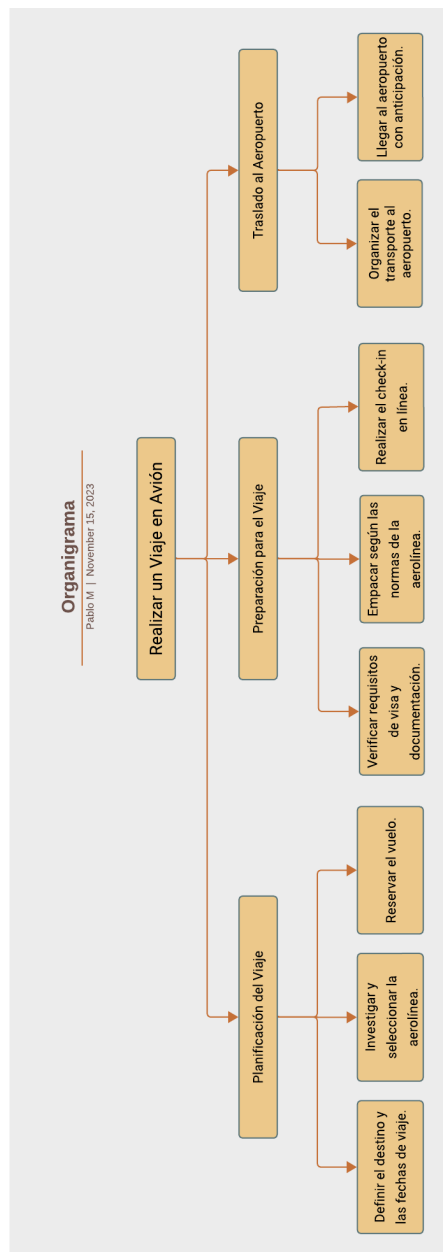 Organigrama
Pablo M | November 15, 2023
Realizar un Viaje en Avión
Planificación del Viaje
Preparación para el Viaje
Traslado al Aeropuerto
Definir el destino y
las fechas de viaje.
Investigar y
seleccionar la
aerolínea.
Reservar el vuelo.
Verificar requisitos
de visa y
documentación.
Empacar según las
normas de la
aerolínea.
Realizar el check-in
en línea.
Organizar el
transporte al
aeropuerto.
Llegar al aeropuerto
con anticipación.